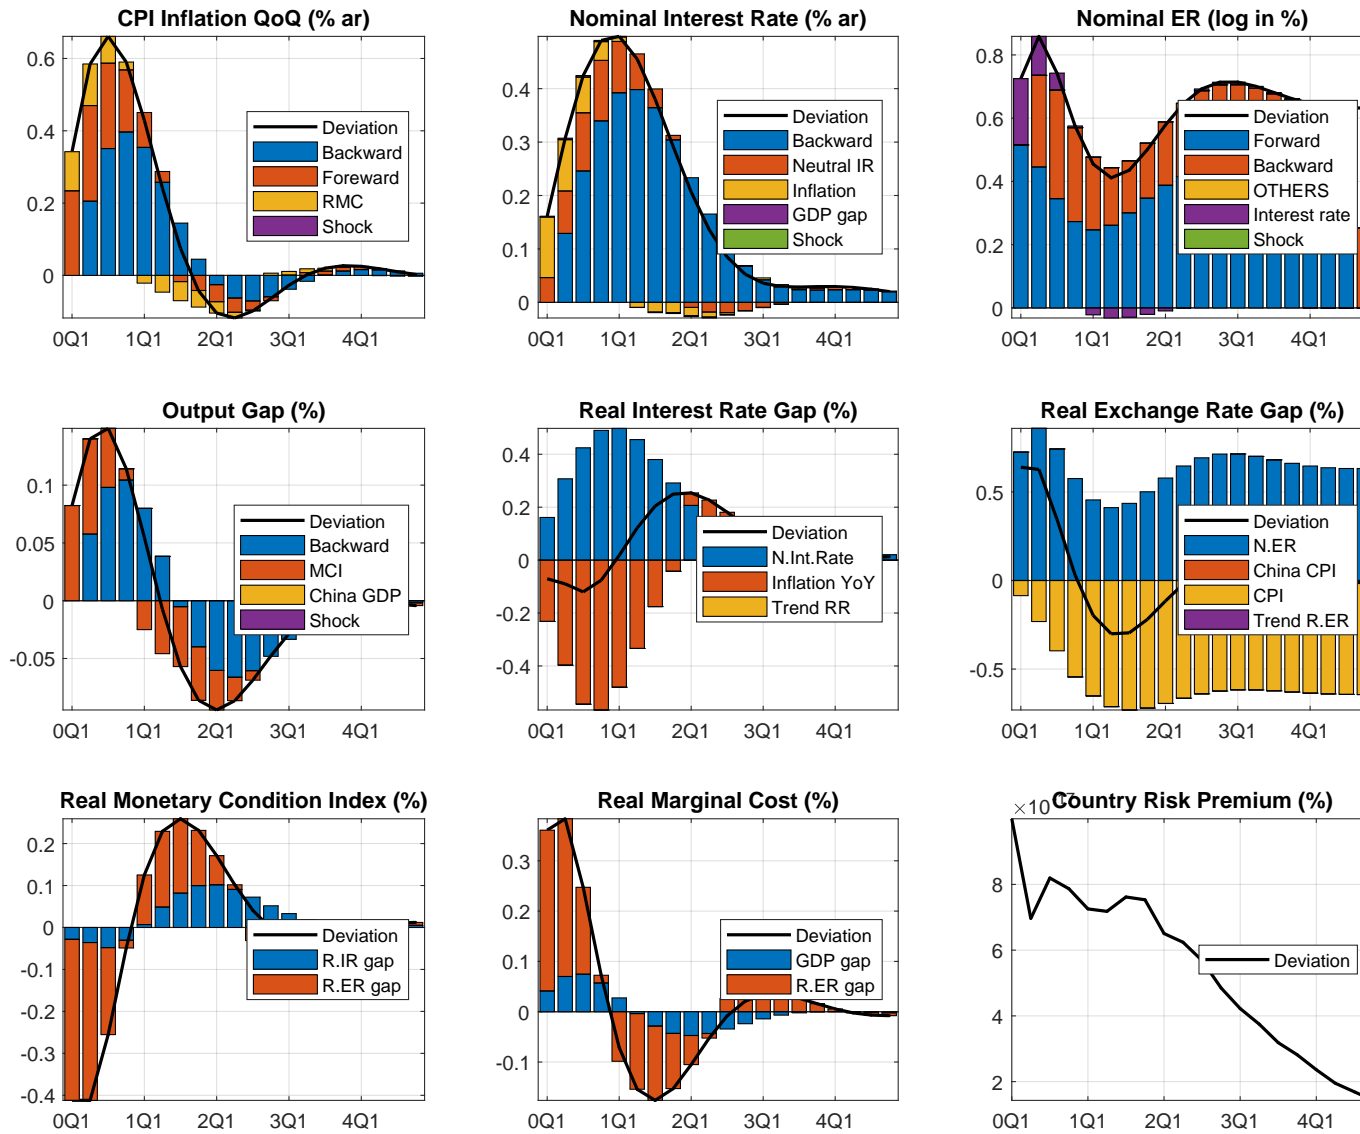 CPI Inflation QoQ (% ar)
0.6
0.4
0.2
0
0Q1 1Q1 2Q1 3Q1 4Q1
Deviation
Backward
Foreward
RMC
Shock
Nominal Interest Rate (% ar)
0.5
0.4
0.3
0.2
0.1
0
0Q1 1Q1 2Q1 3Q1 4Q1
Deviation
Backward
Neutral IR
Inflation
GDP gap
Shock
Nominal ER (log in %)
0.8
0.6
0.4
0.2
0
0Q1 1Q1 2Q1 3Q1 4Q1
Deviation
Forward
Backward
OTHERS
Interest rate
Shock
Output Gap (%)
0.1
0.05
0
-0.05
0Q1 1Q1 2Q1 3Q1 4Q1
Deviation
Backward
MCI
China GDP
Shock
Real Interest Rate Gap (%)
0.4
0.2
0
-0.2
-0.4
0Q1 1Q1 2Q1 3Q1 4Q1
Deviation
N.Int.Rate
Inflation YoY
Trend RR
Real Exchange Rate Gap (%)
0.5
0
-0.5
0Q1 1Q1 2Q1 3Q1 4Q1
Deviation
N.ER
China CPI
CPI
Trend R.ER
Real Monetary Condition Index (%)
0.2
0.1
0
-0.1
-0.2
-0.3
-0.4
0Q1 1Q1 2Q1 3Q1 4Q1
Deviation
R.IR gap
R.ER gap
Real Marginal Cost (%)
0.3
0.2
0.1
0
-0.1
0Q1 1Q1 2Q1 3Q1 4Q1
Deviation
GDP gap
R.ER gap
Country Risk Premium (%)
×10
8
6
4
2
0Q1 1Q1 2Q1 3Q1 4Q1
Deviation